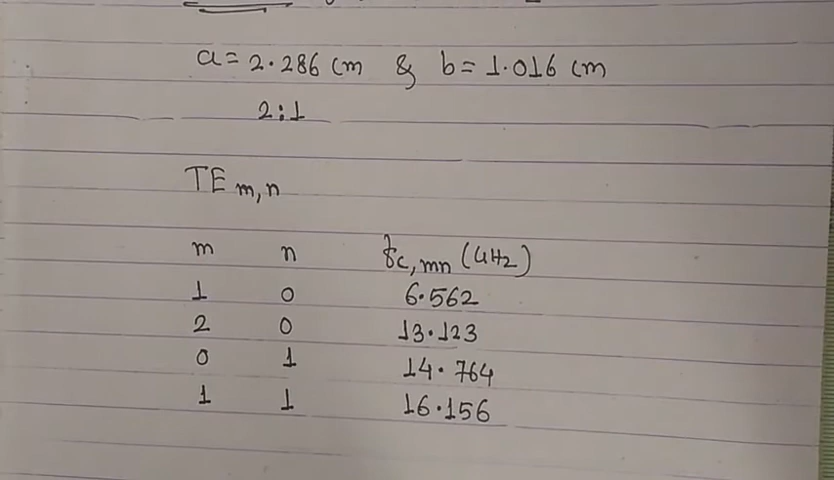 a = 2.286 cm & b = 1.016 cm
2:1
TE m,n
m n fc,mn (GHz)
1 0 6.562
2 0 13.123
0 1 14.764
1 1 16.156